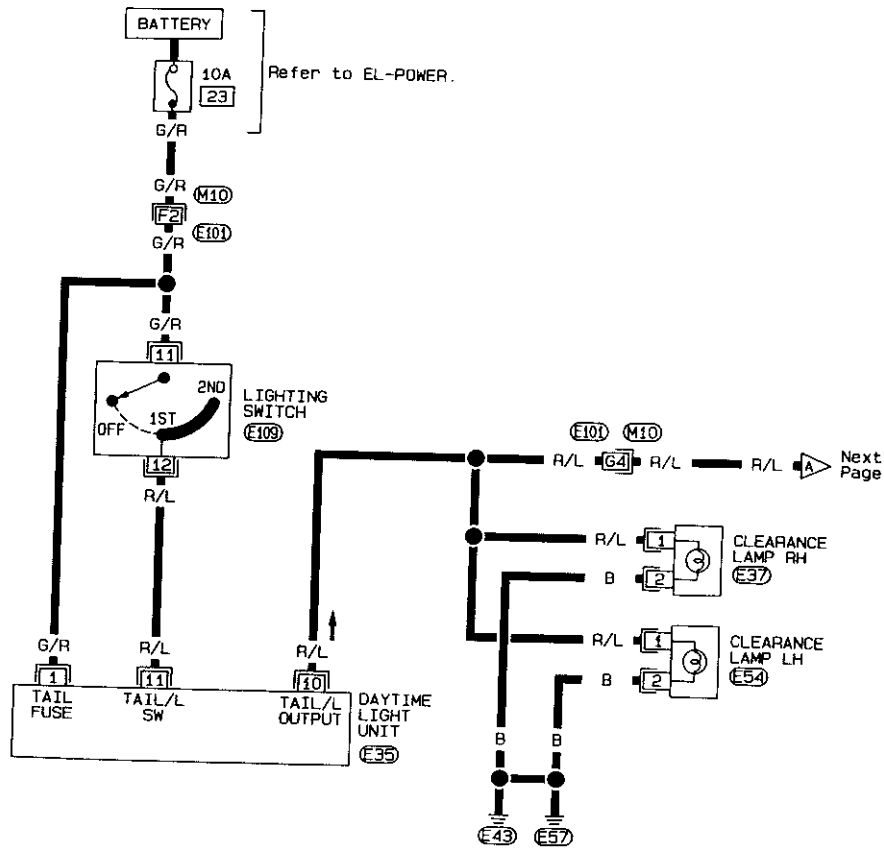 BATTERY
10A
23
Refer to EL-POWER.
G/R
G/R
M10
F2
E101
G/R
G/R
11
2ND
1ST
OFF
LIGHTING
SWITCH
E109
12
R/L
E101
M10
R/L
G4
R/L
R/L
A
Next
Page
R/L
1
CLEARANCE
LAMP RH
E37
B
2
R/L
1
CLEARANCE
LAMP LH
E54
B
2
G/R
R/L
R/L
1
11
10
TAIL
FUSE
TAIL/L
SW
TAIL/L
OUTPUT
DAYTIME
LIGHT
UNIT
E35
B
B
E43
E57